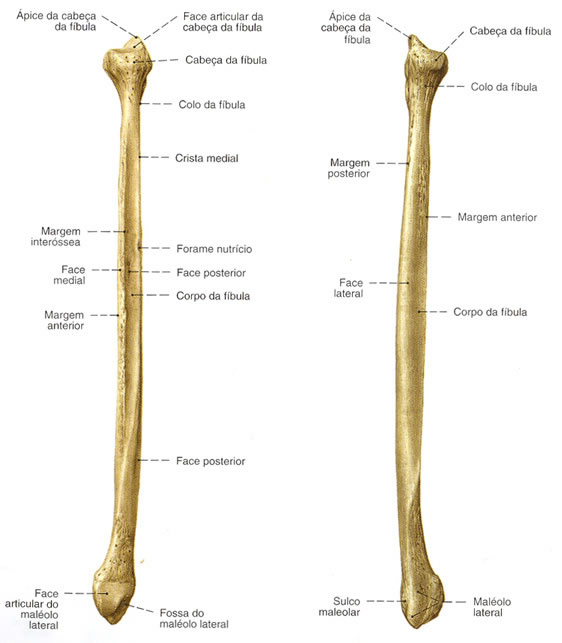 Ápice da cabeça
da fíbula
Face articular da
cabeça da fíbula
Cabeça da fíbula
Colo da fíbula
Crista medial
Margem
interóssea
Forame nutrício
Face
medial
Face posterior
Corpo da fíbula
Margem
anterior
Face posterior
Face
articular do
maléolo
lateral
Fossa do
maléolo lateral
Ápice da
cabeça da
fíbula
Cabeça da fíbula
Colo da fíbula
Margem
posterior
Margem anterior
Face
lateral
Corpo da fíbula
Sulco
maleolar
Maléolo
lateral